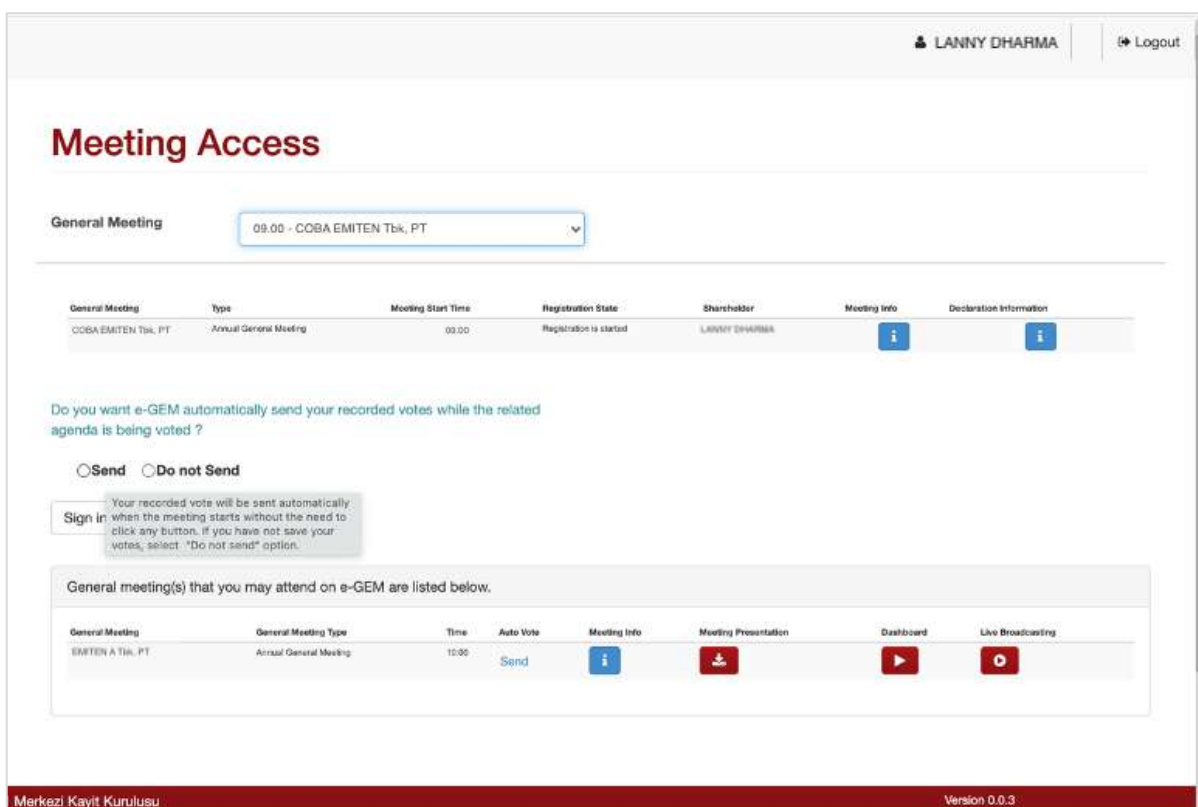 LANNY DHARMA Logout
Meeting Access
General Meeting 09.00 - COBA EMITEN Tbk, PT
General Meeting Type Meeting Start Time Registration State Shareholder Meeting Info Declaration Information
COBA EMITEN Tbk, PT Annual General Meeting 09.00 Registration is started LANNY DHARMA
Do you want e-GEM automatically send your recorded votes while the related
agenda is being voted ?
Send Do not Send
Sign in
Your recorded vote will be sent automatically
when the meeting starts without the need to
click any button. if you have not save your
votes, select "Do not send" option.
General meeting(s) that you may attend on e-GEM are listed below.
General Meeting General Meeting Type Time Auto Vote Meeting Info Meeting Presentation Dashboard Live Broadcasting
EMITEN A Tbk, PT Annual General Meeting 10:00 Send
Merkezi Kayit Kurulusu Version 0.0.3